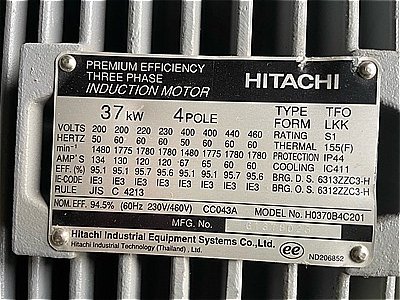 PREMIUM EFFICIENCY
THREE PHASE
INDUCTION MOTOR
HITACHI
37 kW 4 POLE
TYPE TFO
FORM LKK
VOLTS 200 200 220 230 400 400 440 460 RATING S1
HERTZ 50 60 60 60 50 60 60 60 THERMAL 155(F)
min⁻¹ 1480 1775 1780 1780 1480 1775 1780 1780 PROTECTION IP44
AMP'S 134 130 120 120 67 65 60 60 COOLING IC411
EFF. % 95.1 95.1 95.7 95.6 95.1 95.1 95.7 95.6 BRG. D. S 6313ZZC3-H
IE-CODE IE3 IE3 IE3 IE3 IE3 IE3 IE3 IE3 BRG. O. S 6312ZZC3-H
RULE JIS C 4213
NOM. EFF. 94.5% (60Hz 230V/460V) CC043A MODEL No. H0370B4C201
MFG. No.
Hitachi Industrial Equipment Systems Co.,Ltd.
Hitachi Industrial Technology (Thailand) , Ltd.
ee
ND206852